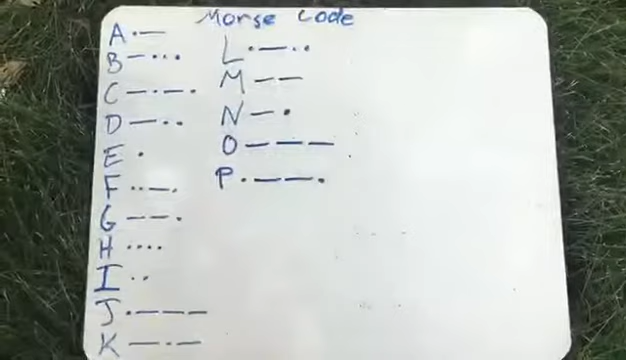 Morse Code
A ·—
B —···
C —·—·
D —··
E ·
F ··—·
G ——·
H ····
I ··
J ·———
K —·—
L ·—··
M ——
N —·
O ———
P ·——·